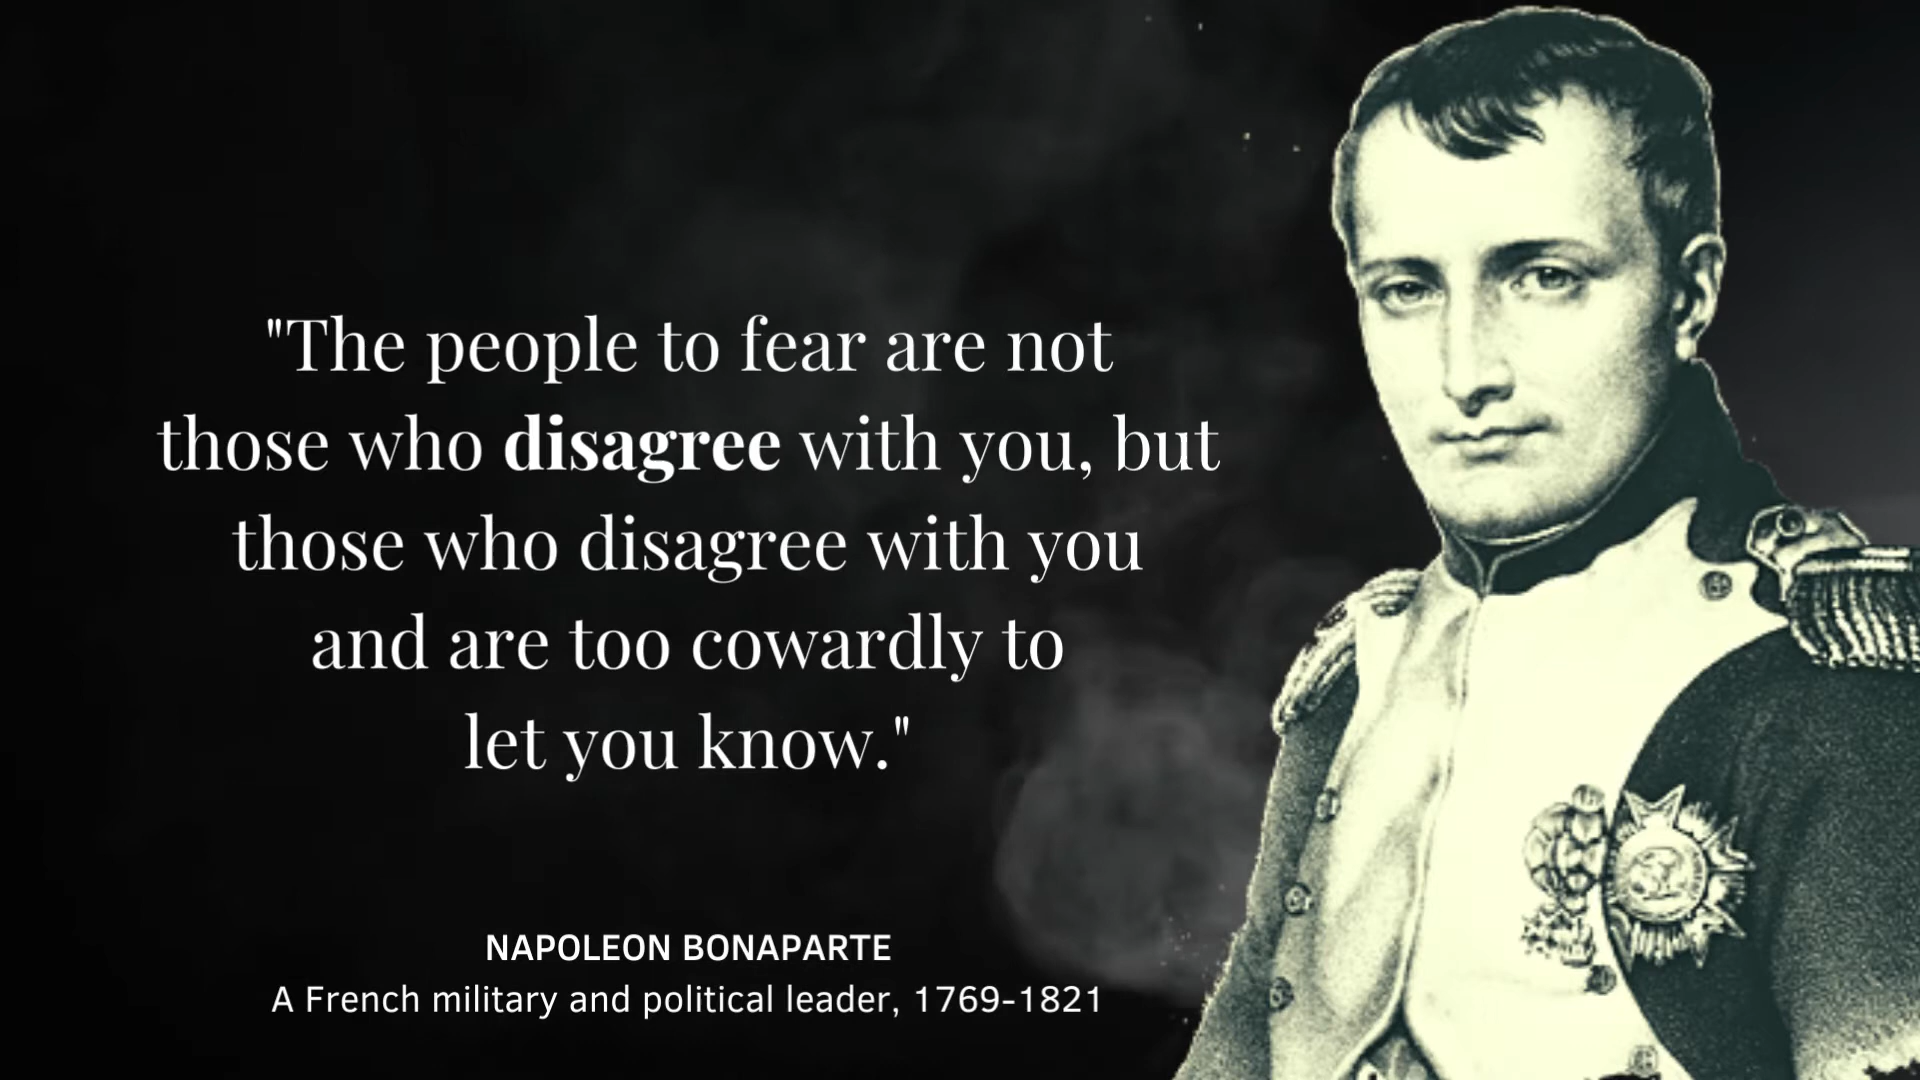 "The people to fear are not
those who disagree with you, but
those who disagree with you
and are too cowardly to
let you know."
NAPOLEON BONAPARTE
A French military and political leader, 1769-1821